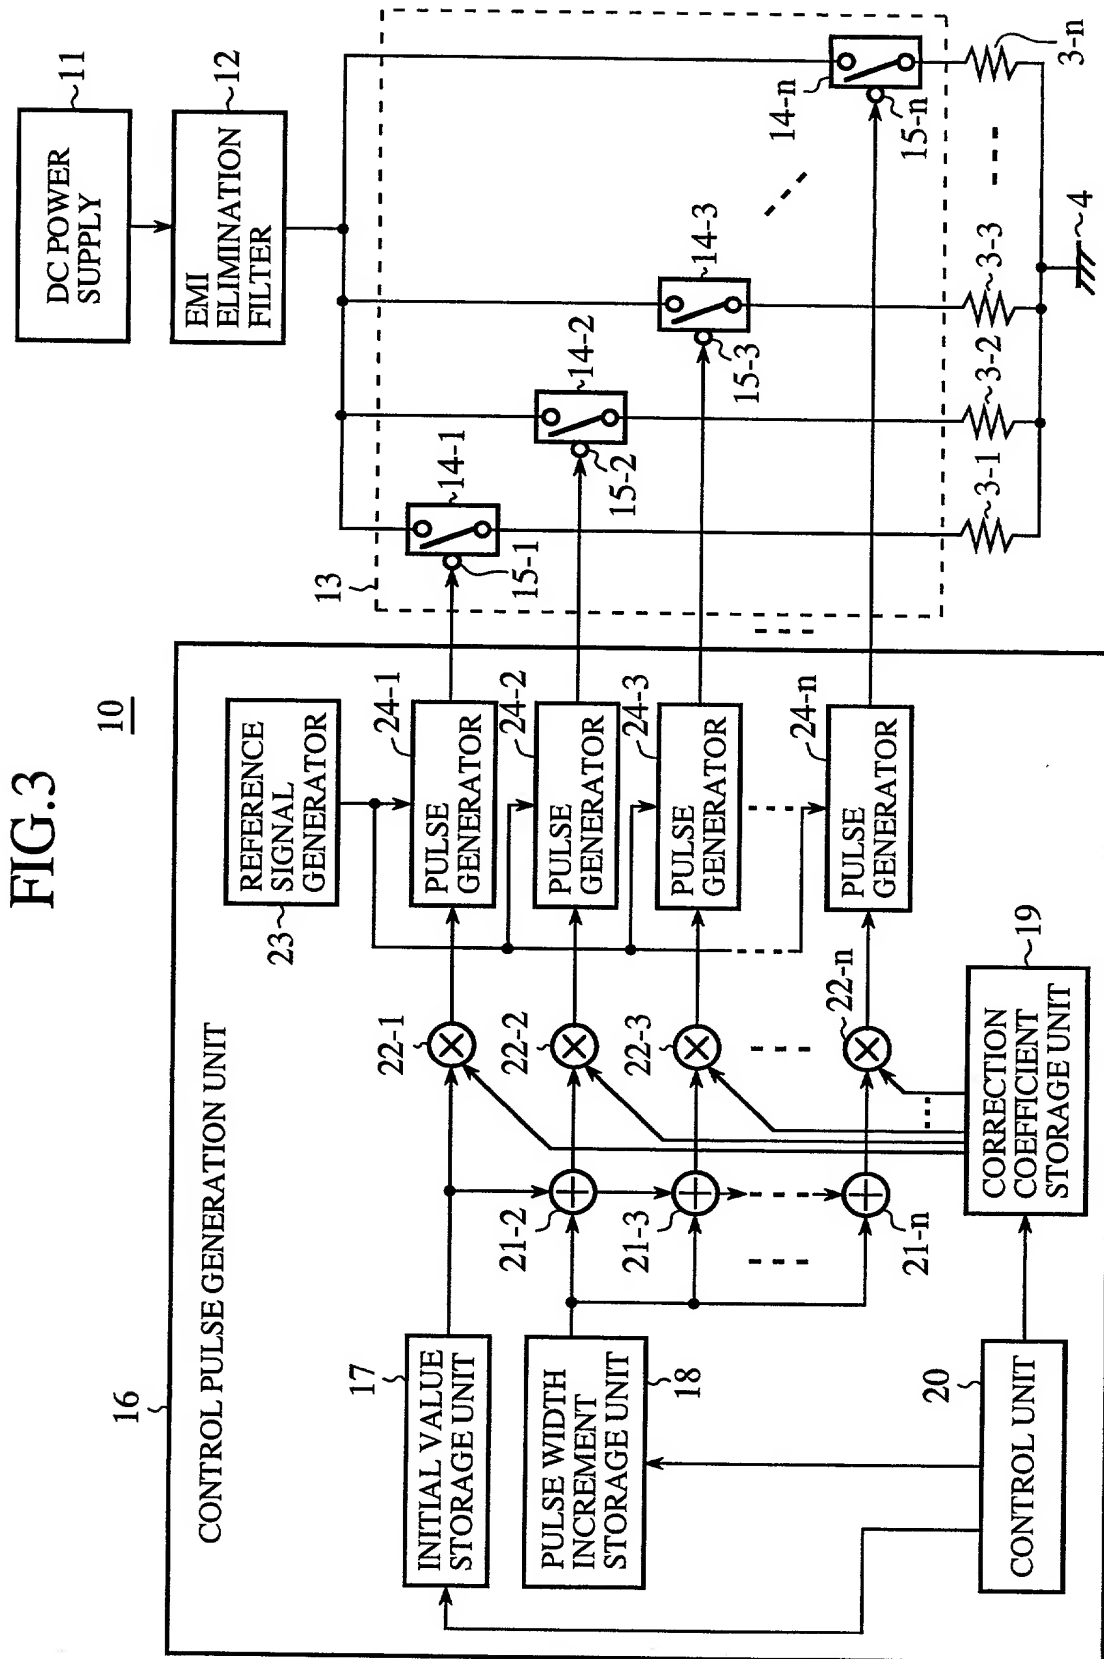 FIG.3
10
16
CONTROL PULSE GENERATION UNIT
17
INITIAL VALUE
STORAGE UNIT
PULSE WIDTH
INCREMENT
STORAGE UNIT
18
20
CONTROL UNIT
21-2
21-3
21-n
22-1
22-2
22-3
22-n
CORRECTION
COEFFICIENT
STORAGE UNIT
19
23
REFERENCE
SIGNAL
GENERATOR
24-1
PULSE
GENERATOR
24-2
PULSE
GENERATOR
24-3
PULSE
GENERATOR
24-n
PULSE
GENERATOR
13
14-1
15-1
14-2
15-2
14-3
15-3
14-n
15-n
DC POWER
SUPPLY
11
EMI
ELIMINATION
FILTER
12
3-1
3-2
3-3
3-n
4